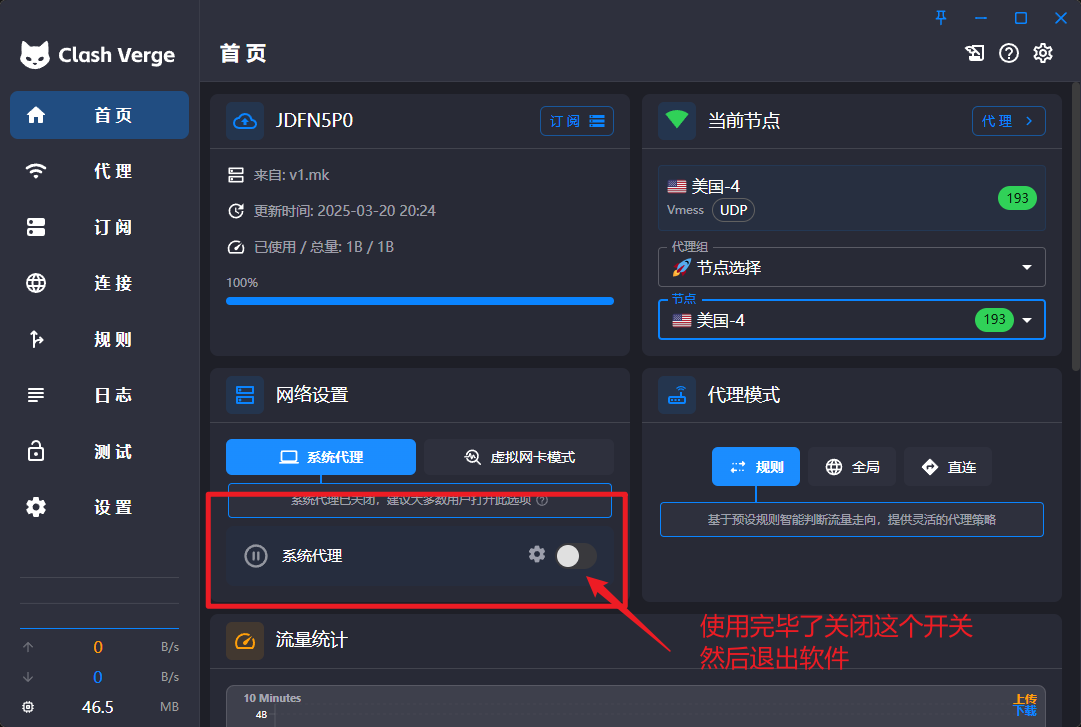 Clash Verge
首页
首页
代理
订阅
连接
规则
日志
测试
设置
0 B/s
0 B/s
46.5 MB
JDFN5P0
订阅
来自: v1.mk
更新时间: 2025-03-20 20:24
已使用 / 总量: 1B / 1B
100%
当前节点
代理
美国-4
Vmess UDP
193
代理组
节点选择
节点
美国-4
193
网络设置
系统代理
虚拟网卡模式
系统代理已关闭，建议大多数用户打开此选项
系统代理
代理模式
规则
全局
直连
基于预设规则智能判断流量走向，提供灵活的代理策略
使用完毕了关闭这个开关
然后退出软件
流量统计
10 Minutes
4B
上传
下载